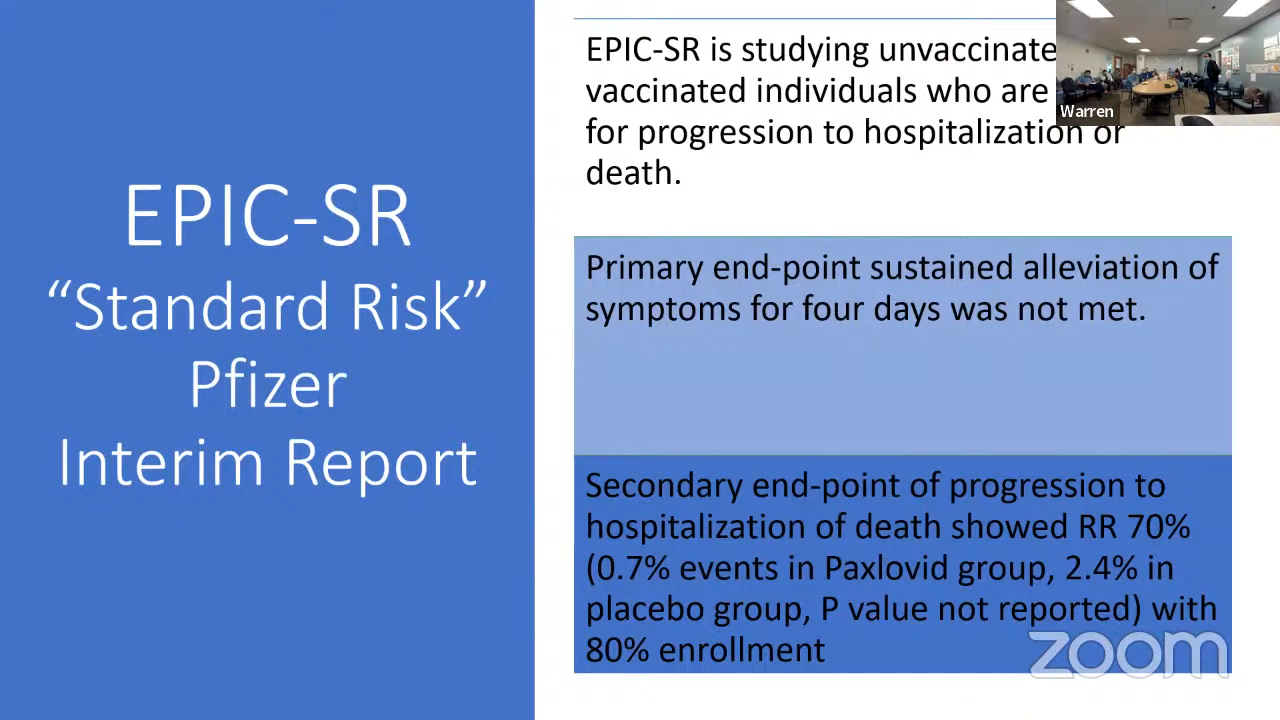 EPIC-SR
“Standard Risk”
Pfizer
Interim Report
EPIC-SR is studying unvaccinate
vaccinated individuals who are
for progression to hospitalization or
death.
Primary end-point sustained alleviation of
symptoms for four days was not met.
Secondary end-point of progression to
hospitalization of death showed RR 70%
(0.7% events in Paxlovid group, 2.4% in
placebo group, P value not reported) with
80% enrollment
Warren
zoom